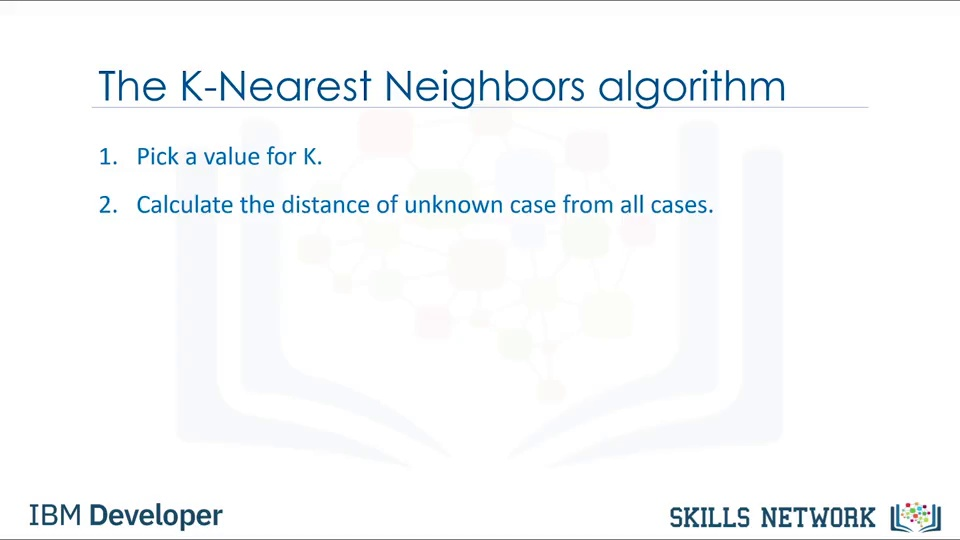 The K-Nearest Neighbors algorithm
1. Pick a value for K.
2. Calculate the distance of unknown case from all cases.
IBM Developer
SKILLS NETWORK